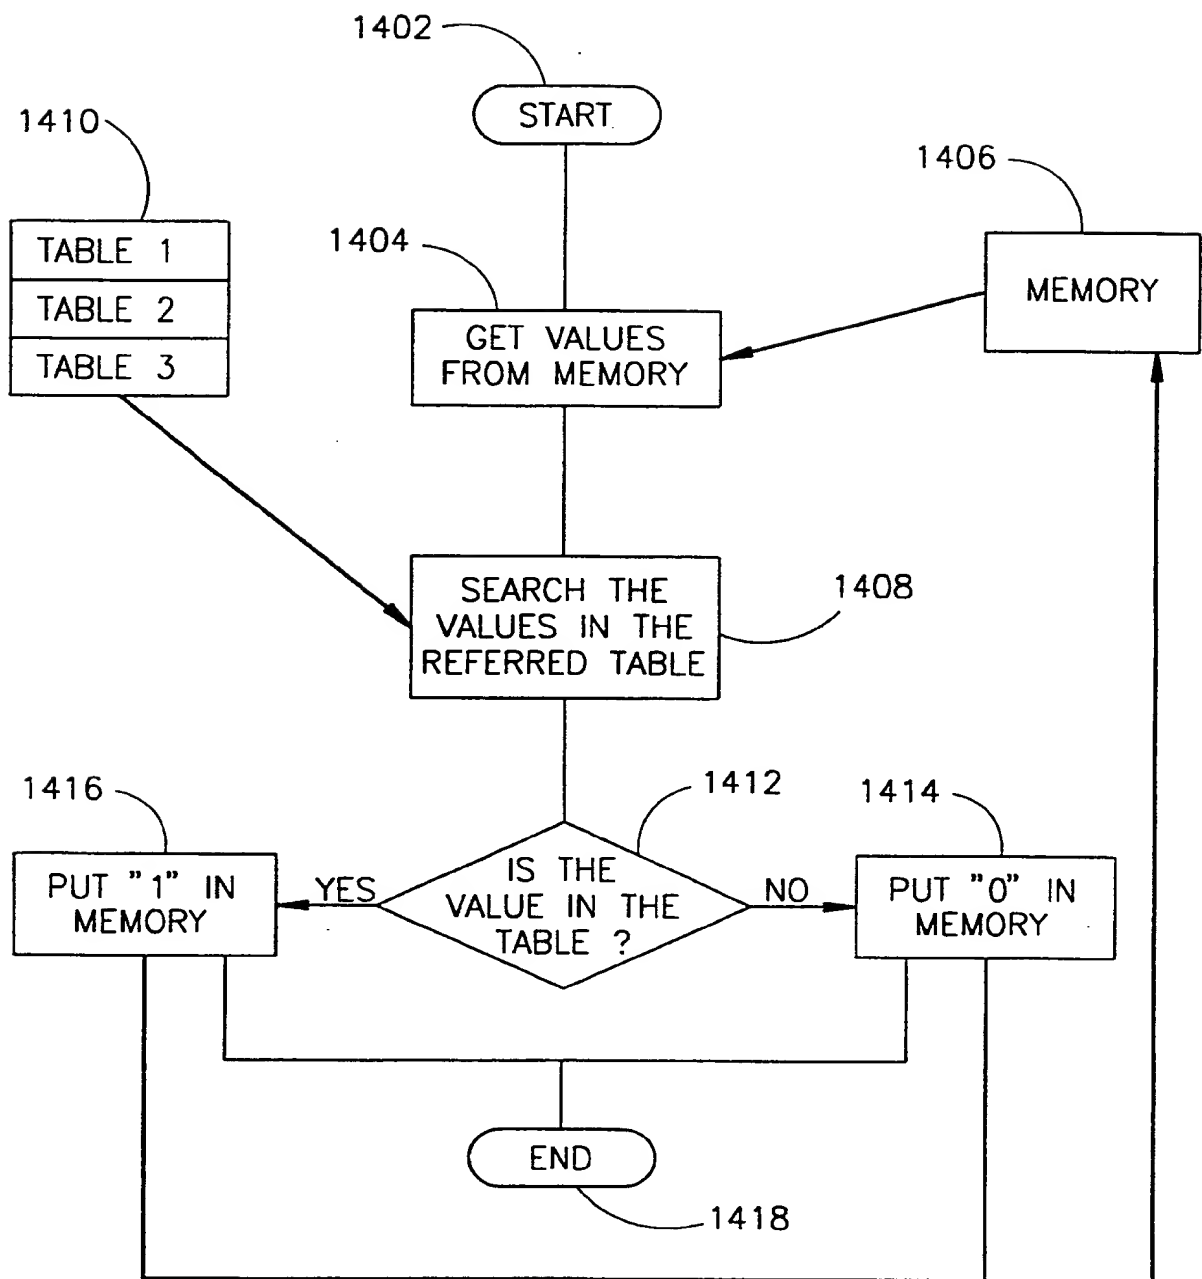 1402
START
1410
TABLE 1
TABLE 2
TABLE 3
1404
GET VALUES
FROM MEMORY
1406
MEMORY
SEARCH THE
VALUES IN THE
REFERRED TABLE
1408
1416
PUT "1" IN
MEMORY
YES
1412
IS THE
VALUE IN THE
TABLE ?
NO
1414
PUT "0" IN
MEMORY
END
1418